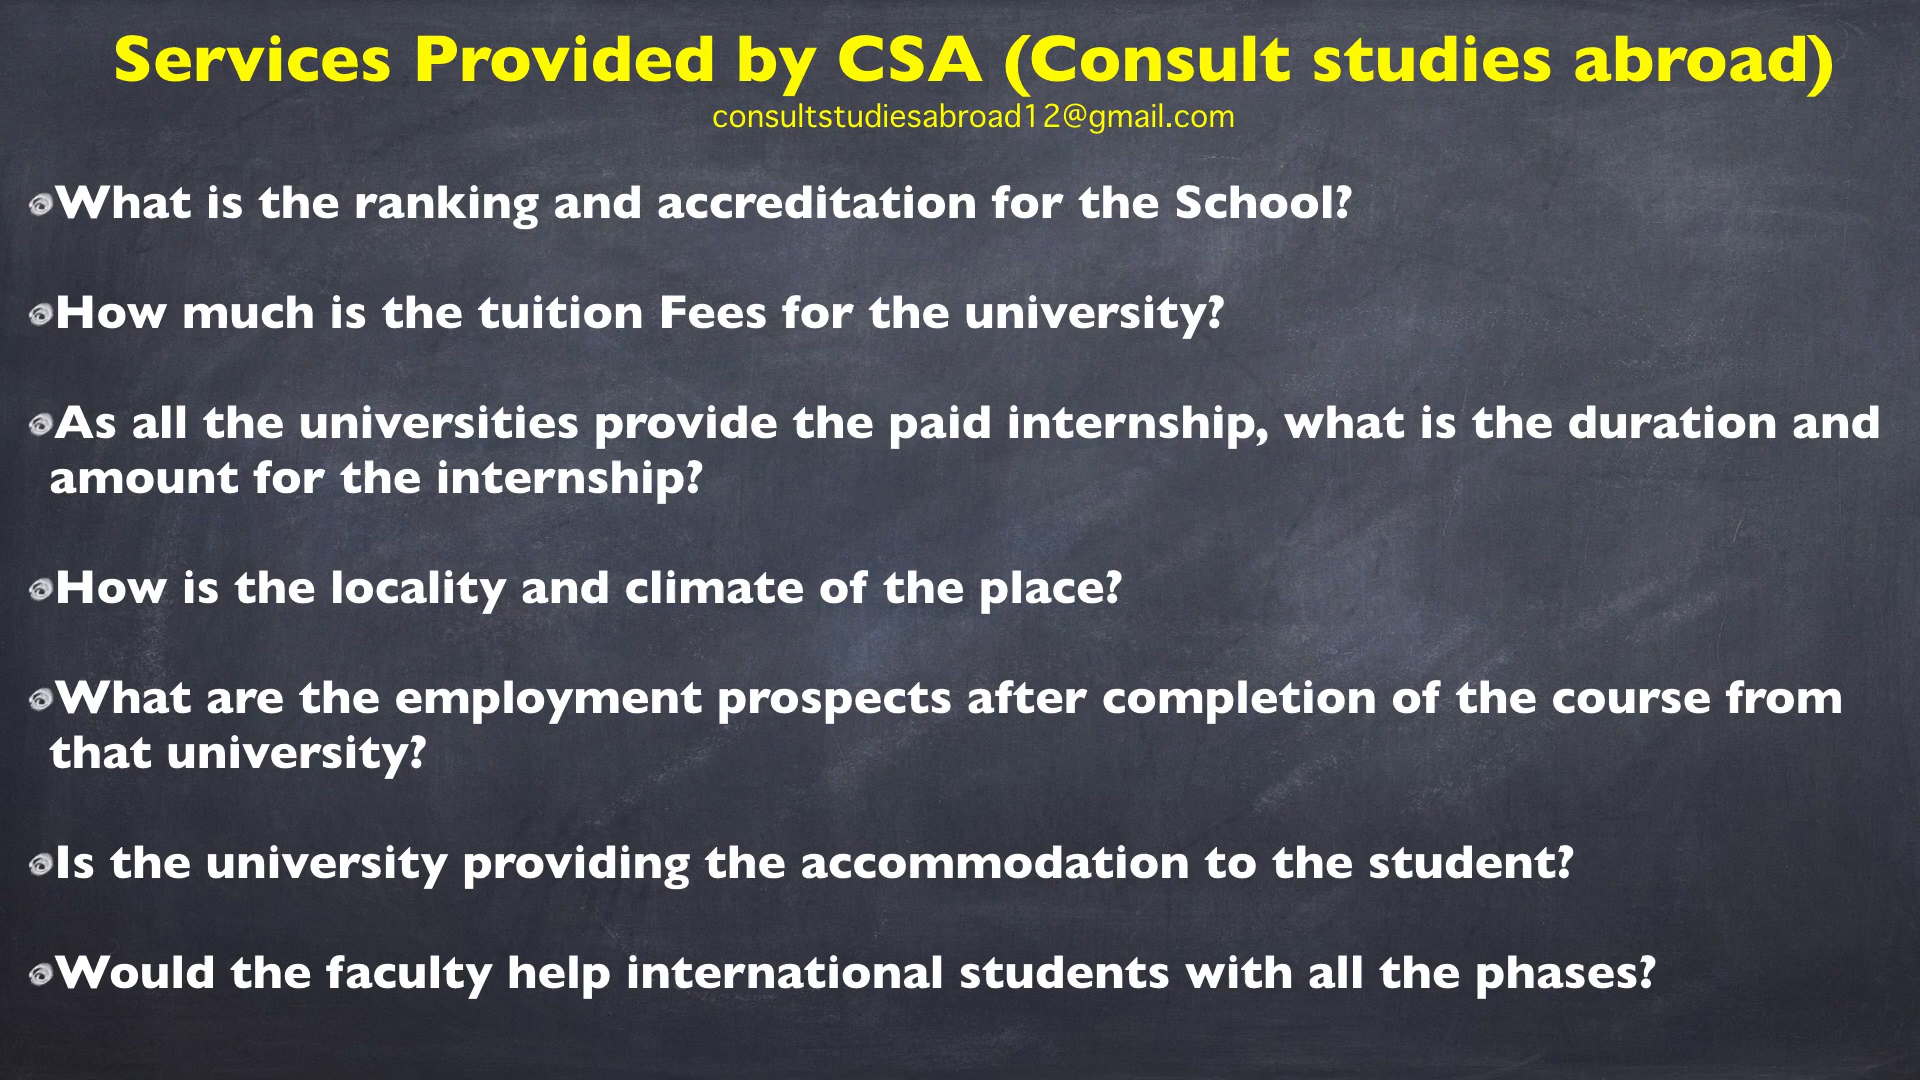 Services Provided by CSA (Consult studies abroad)
consultstudiesabroad12@gmail.com
What is the ranking and accreditation for the School?
How much is the tuition Fees for the university?
As all the universities provide the paid internship, what is the duration and
amount for the internship?
How is the locality and climate of the place?
What are the employment prospects after completion of the course from
that university?
Is the university providing the accommodation to the student?
Would the faculty help international students with all the phases?